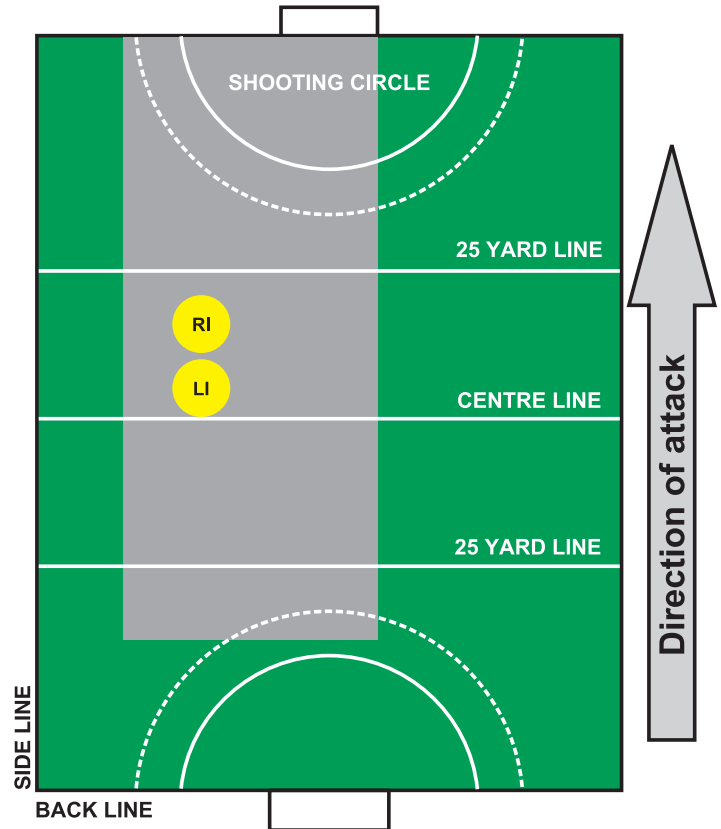 SHOOTING CIRCLE
25 YARD LINE
RI
LI
CENTRE LINE
25 YARD LINE
Direction of attack
SIDE LINE
BACK LINE